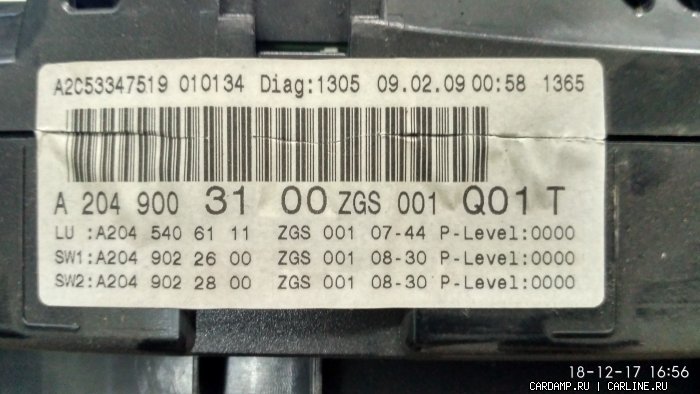 A2C53347519 010134 Diag:1305 09.02.09 00:58 1365
A 204 900 31 00 ZGS 001 Q01 T
LU :A204 540 61 11 ZGS 001 07-44 P-Level:0000
SW1:A204 902 26 00 ZGS 001 08-30 P-Level:0000
SW2:A204 902 28 00 ZGS 001 08-30 P-Level:0000
18-12-17 16:56
CARDAMP.RU | CARLINE.RU